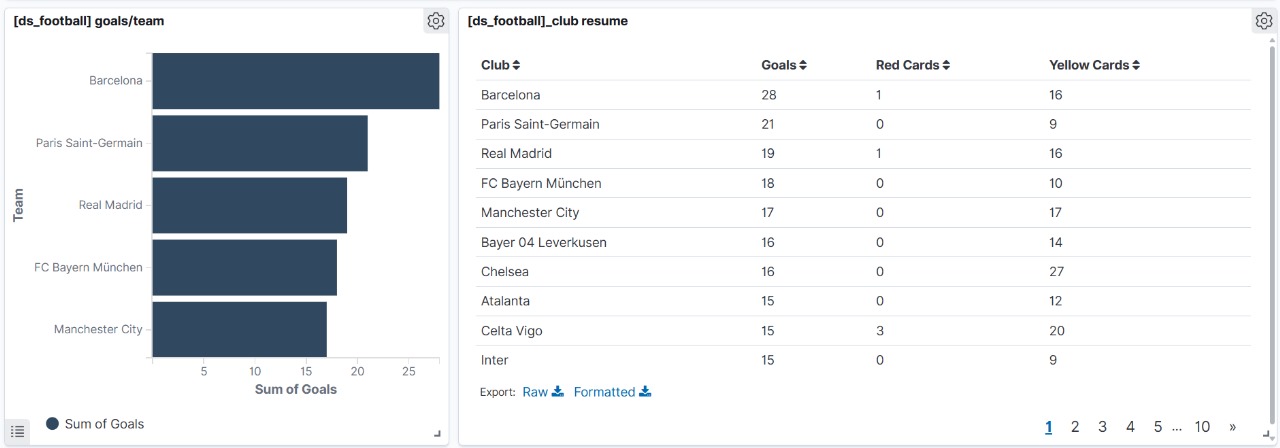 [ds_football] goals/team
Team
Barcelona
Paris Saint-Germain
Real Madrid
FC Bayern München
Manchester City
5 10 15 20 25
Sum of Goals
Sum of Goals
[ds_football]_club resume
Club Goals Red Cards Yellow Cards
Barcelona 28 1 16
Paris Saint-Germain 21 0 9
Real Madrid 19 1 16
FC Bayern München 18 0 10
Manchester City 17 0 17
Bayer 04 Leverkusen 16 0 14
Chelsea 16 0 27
Atalanta 15 0 12
Celta Vigo 15 3 20
Inter 15 0 9
Export: Raw Formatted
1 2 3 4 5 ... 10 »